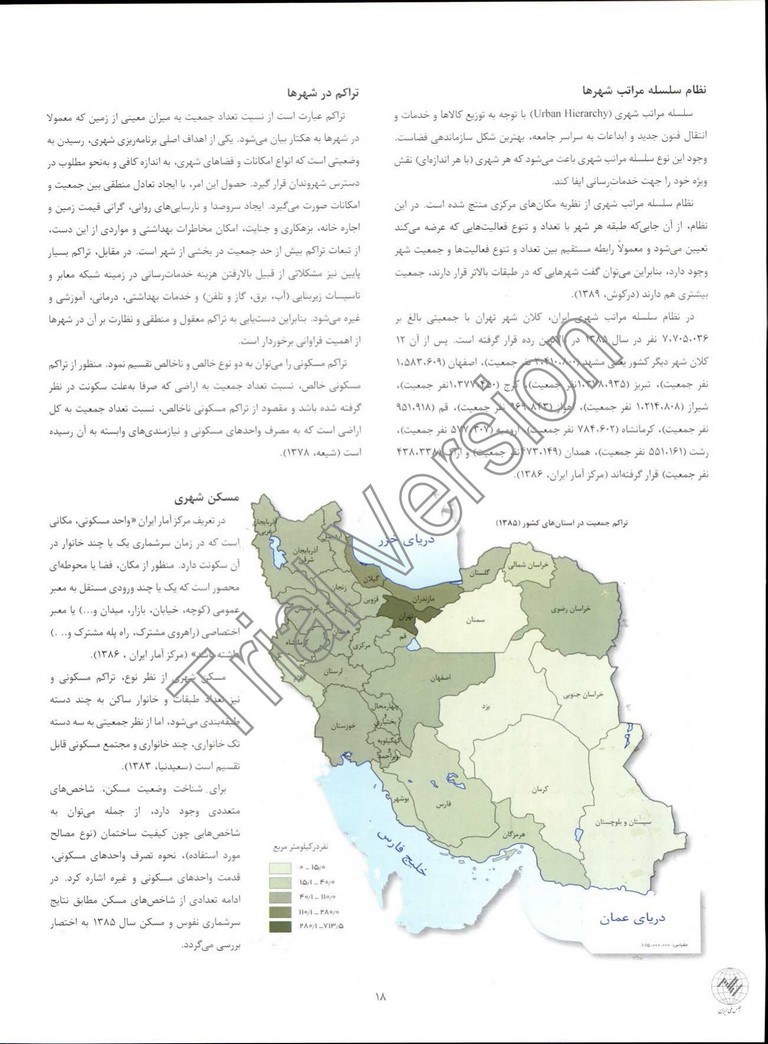 نظام سلسله مراتب شهرها
سلسله مراتب شهری (Urban Hierarchy) با توجه به توزیع کالاها و خدمات و
انتقال فنون جدید و ابداعات به سراسر جامعه، بهترین شکل سازماندهی فضاست.
وجود این نوع سلسله مراتب شهری باعث می‌شود که هر شهری (با هر اندازه‌ای) نقش
ویژه خود را جهت خدمات‌رسانی ایفا کند.
نظام سلسله مراتب شهری از نظریه مکان‌های مرکزی منتج شده است. در این
نظام، از آن جایی‌که طبقه هر شهر با تعداد و تنوع فعالیت‌هایی که عرضه می‌کند
تعیین می‌شود و معمولاً رابطه مستقیم بین تعداد و تنوع فعالیت‌ها و جمعیت شهر
وجود دارد، بنابراین می‌توان گفت شهرهایی که در طبقات بالاتر قرار دارند، جمعیت
بیشتری هم دارند (درکوش، ۱۳۸۹).
در نظام سلسله مراتب شهری ایران، کلان شهر تهران با جمعیتی بالغ بر
۷،۷۰۵،۰۳۶ نفر در سال ۱۳۸۵ در بالاترین رده قرار گرفته است. پس از آن ۱۲
کلان شهر دیگر کشور یعنی مشهد نفر جمعیت)، اصفهان (۱،۵۸۳،۶۰۹
نفر جمعیت)، تبریز نفر جمعیت)، کرج نفر جمعیت)،
شیراز (۱،۲۱۴،۸۰۸ نفر جمعیت)، اهواز نفر جمعیت)، قم (۹۵۱،۹۱۸
نفر جمعیت)، کرمانشاه (۷۸۴،۶۰۲ نفر جمعیت)، ارومیه نفر جمعیت)،
رشت (۵۵۱،۱۶۱ نفر جمعیت)، همدان نفر جمعیت) و اراک
نفر جمعیت) قرار گرفته‌اند (مرکز آمار ایران، ۱۳۸۶).
تراکم در شهرها
تراکم عبارت است از نسبت تعداد جمعیت به میزان معینی از زمین که معمولا
در شهرها به هکتار بیان می‌شود. یکی از اهداف اصلی برنامه‌ریزی شهری، رسیدن به
وضعیتی است که انواع امکانات و فضاهای شهری، به اندازه کافی و به‌نحو مطلوب در
دسترس شهروندان قرار گیرد. حصول این امر، با ایجاد تعادل منطقی بین جمعیت و
امکانات صورت می‌گیرد. ایجاد سروصدا و نارسایی‌های روانی، گرانی قیمت زمین و
اجاره خانه، بزهکاری و جنایت، امکان مخاطرات بهداشتی و مواردی از این دست،
از تبعات تراکم بیش از حد جمعیت در بخشی از شهر است. در مقابل، تراکم بسیار
پایین نیز مشکلاتی از قبیل بالارفتن هزینه خدمات‌رسانی در زمینه شبکه معابر و
تاسیسات زیربنایی (آب، برق، گاز و تلفن) و خدمات بهداشتی، درمانی، آموزشی و
غیره می‌شود. بنابراین دست‌یابی به تراکم معقول و منطقی و نظارت بر آن در شهرها
از اهمیت فراوانی برخوردار است.
تراکم مسکونی را می‌توان به دو نوع خالص و ناخالص تقسیم نمود. منظور از تراکم
مسکونی خالص، نسبت تعداد جمعیت به اراضی که صرفا به‌علت سکونت در نظر
گرفته شده باشد و مقصود از تراکم مسکونی ناخالص، نسبت تعداد جمعیت به کل
اراضی است که به مصرف واحدهای مسکونی و نیازمندی‌های وابسته به آن رسیده
است (شیعه، ۱۳۷۸).
مسکن شهری
در تعریف مرکز آمار ایران «واحد مسکونی، مکانی
است که در زمان سرشماری یک یا چند خانوار در
آن سکونت دارد. منظور از مکان، فضا یا محوطه‌ای
محصور است که یک یا چند ورودی مستقل به معبر
عمومی (کوچه، خیابان، بازار، میدان و...) یا معبر
اختصاصی (راهروی مشترک، راه پله مشترک و...)
داشته باشد» (مرکز آمار ایران ، ۱۳۸۶).
مسکن شهری از نظر نوع، تراکم مسکونی و
نیز تعداد طبقات و خانوار ساکن به چند دسته
طبقه‌بندی می‌شود، اما از نظر جمعیتی به سه دسته
تک خانواری، چند خانواری و مجتمع مسکونی قابل
تقسیم است (سعیدنیا، ۱۳۸۳).
برای شناخت وضعیت مسکن، شاخص‌های
متعددی وجود دارد، از جمله می‌توان به
شاخص‌هایی چون کیفیت ساختمان (نوع مصالح
مورد استفاده)، نحوه تصرف واحدهای مسکونی،
قدمت واحدهای مسکونی و غیره اشاره کرد. در
ادامه تعدادی از شاخص‌های مسکن مطابق نتایج
سرشماری نفوس و مسکن سال ۱۳۸۵ به اختصار
بررسی می‌گردد.
تراکم جمعیت در استان‌های کشور (۱۳۸۵)
دریای خزر
آذربایجان غربی
آذربایجان شرقی
گیلان
زنجان
قزوین
مازندران
گلستان
خراسان شمالی
خراسان رضوی
تهران
سمنان
قم
مرکزی
کرمانشاه
لرستان
اصفهان
یزد
خراسان جنوبی
خوزستان
چهارمحال و بختیاری
کهگیلویه
فارس
بوشهر
کرمان
هرمزگان
سیستان و بلوچستان
خلیج فارس
دریای عمان
نفر در کیلومتر مربع
۰ - ۱۵/۰
۱۵/۱ - ۴۰/۰
۴۰/۱ - ۱۱۰/۰
۱۱۰/۱ - ۲۸۰/۰
۲۸۰/۱ - ۷۱۳/۵
Trial Version
۱۸